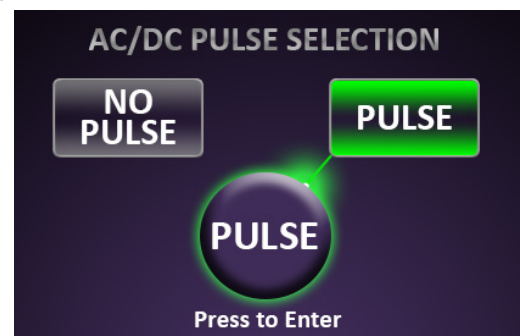 AC/DC PULSE SELECTION
NO
PULSE
PULSE
PULSE
Press to Enter